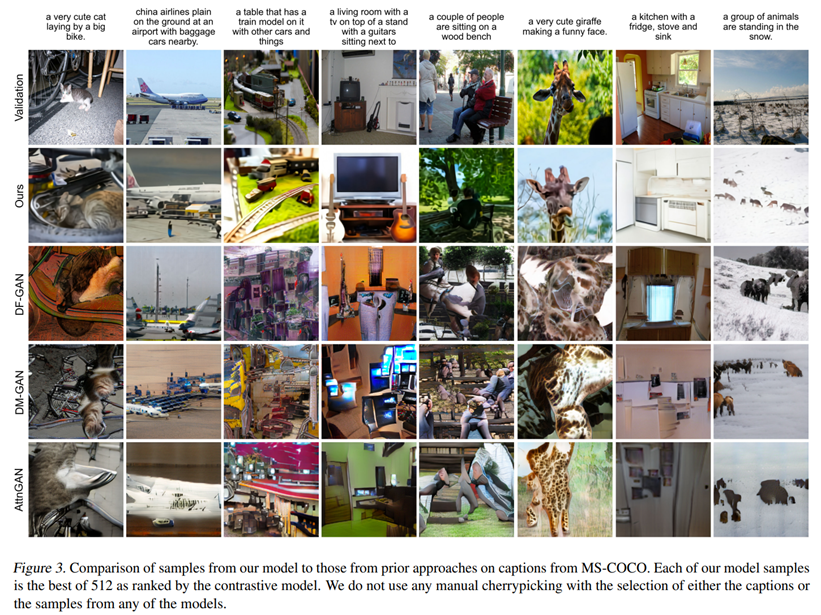 a very cute cat
laying by a big
bike.
china airlines plain
on the ground at an
airport with baggage
cars nearby.
a table that has a
train model on it
with other cars and
things
a living room with a
tv on top of a stand
with a guitars
sitting next to
a couple of people
are sitting on a
wood bench
a very cute giraffe
making a funny face.
a kitchen with a
fridge, stove and
sink
a group of animals
are standing in the
snow.
Validation
Ours
DF-GAN
DM-GAN
AttnGAN
Figure 3. Comparison of samples from our model to those from prior approaches on captions from MS-COCO. Each of our model samples
is the best of 512 as ranked by the contrastive model. We do not use any manual cherrypicking with the selection of either the captions or
the samples from any of the models.